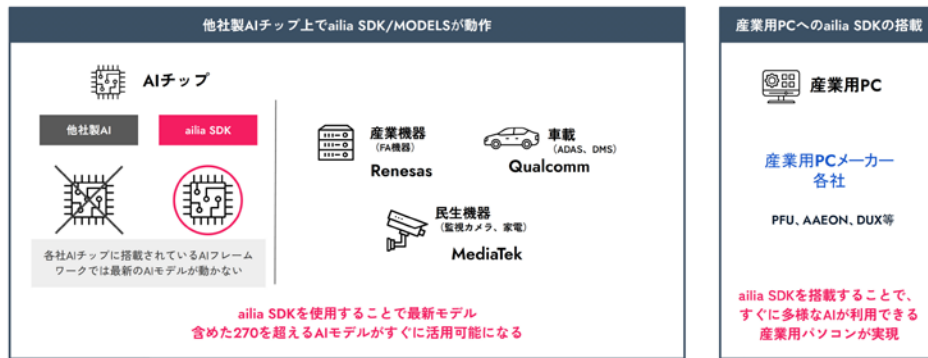 他社製AIチップ上でailia SDK/MODELSが動作
AIチップ
他社製AI
ailia SDK
各社AIチップに搭載されているAIフレーム
ワークでは最新のAIモデルが動かない
産業機器
（FA機器）
Renesas
車載
（ADAS、DMS）
Qualcomm
民生機器
（監視カメラ、家電）
MediaTek
ailia SDKを使用することで最新モデル
含めた270を超えるAIモデルがすぐに活用可能になる
産業用PCへのailia SDKの搭載
産業用PC
産業用PCメーカー
各社
PFU、AAEON、DUX等
ailia SDKを搭載することで、
すぐに多様なAIが利用できる
産業用パソコンが実現